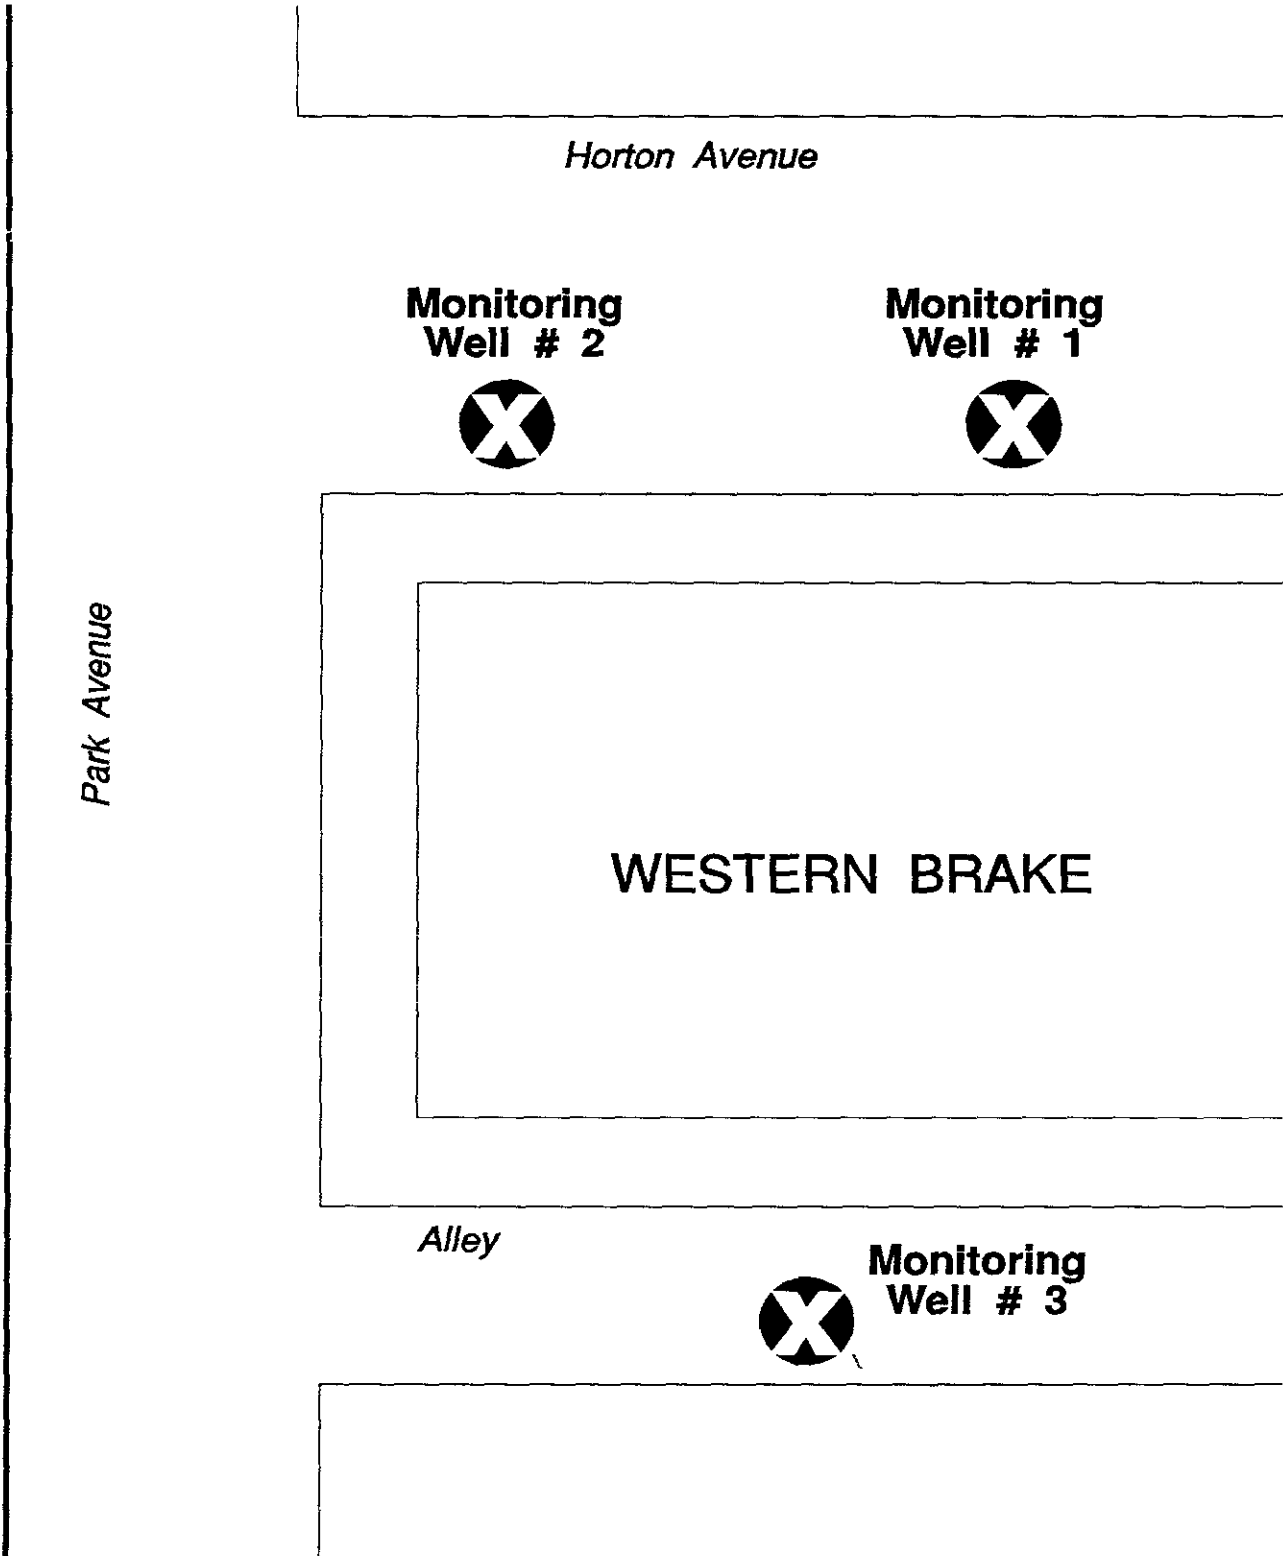 Horton Avenue
Monitoring
Well # 2
Monitoring
Well # 1
X
X
Park Avenue
WESTERN BRAKE
Alley
Monitoring
Well # 3
X